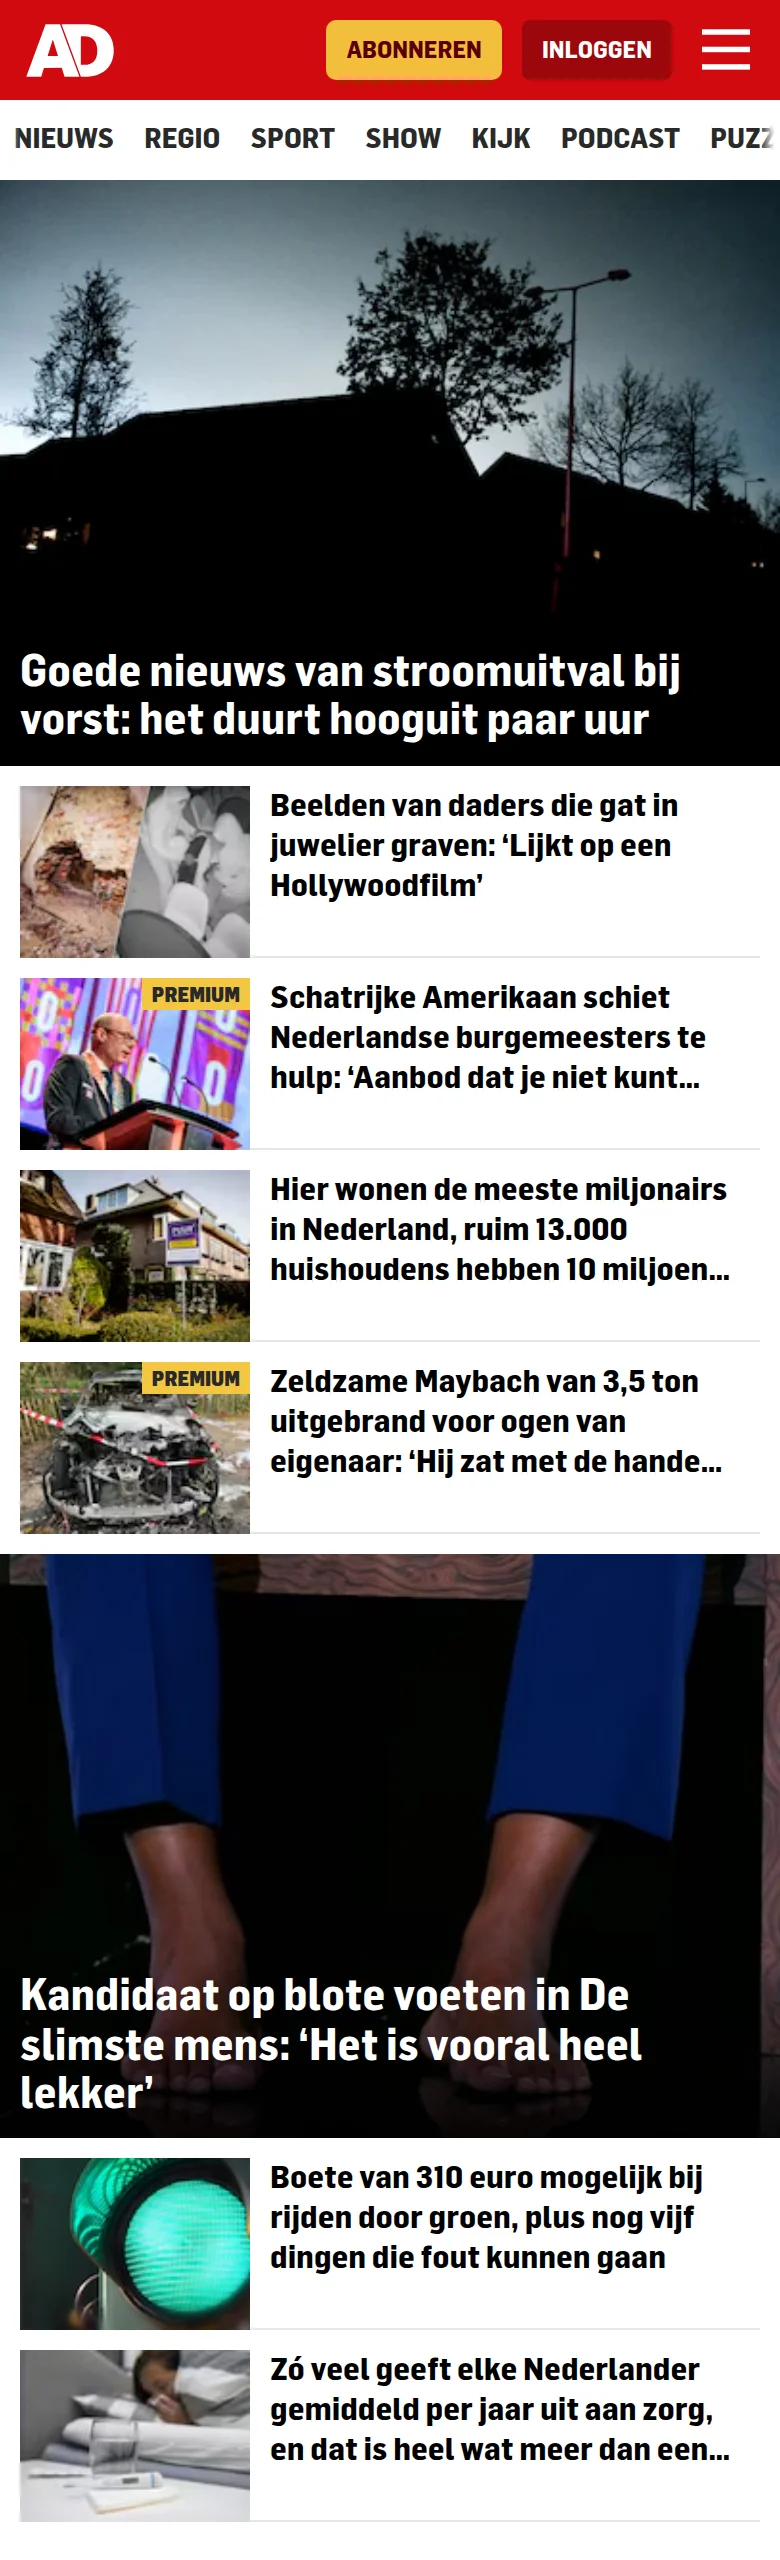 AD
ABONNEREN
INLOGGEN
NIEUWS REGIO SPORT SHOW KIJK PODCAST PUZZ
Goede nieuws van stroomuitval bij
vorst: het duurt hooguit paar uur
Beelden van daders die gat in
juwelier graven: ‘Lijkt op een
Hollywoodfilm’
PREMIUM
Schatrijke Amerikaan schiet
Nederlandse burgemeesters te
hulp: ‘Aanbod dat je niet kunt...
Hier wonen de meeste miljonairs
in Nederland, ruim 13.000
huishoudens hebben 10 miljoen...
PREMIUM
Zeldzame Maybach van 3,5 ton
uitgebrand voor ogen van
eigenaar: ‘Hij zat met de hande...
Kandidaat op blote voeten in De
slimste mens: ‘Het is vooral heel
lekker’
Boete van 310 euro mogelijk bij
rijden door groen, plus nog vijf
dingen die fout kunnen gaan
Zó veel geeft elke Nederlander
gemiddeld per jaar uit aan zorg,
en dat is heel wat meer dan een...